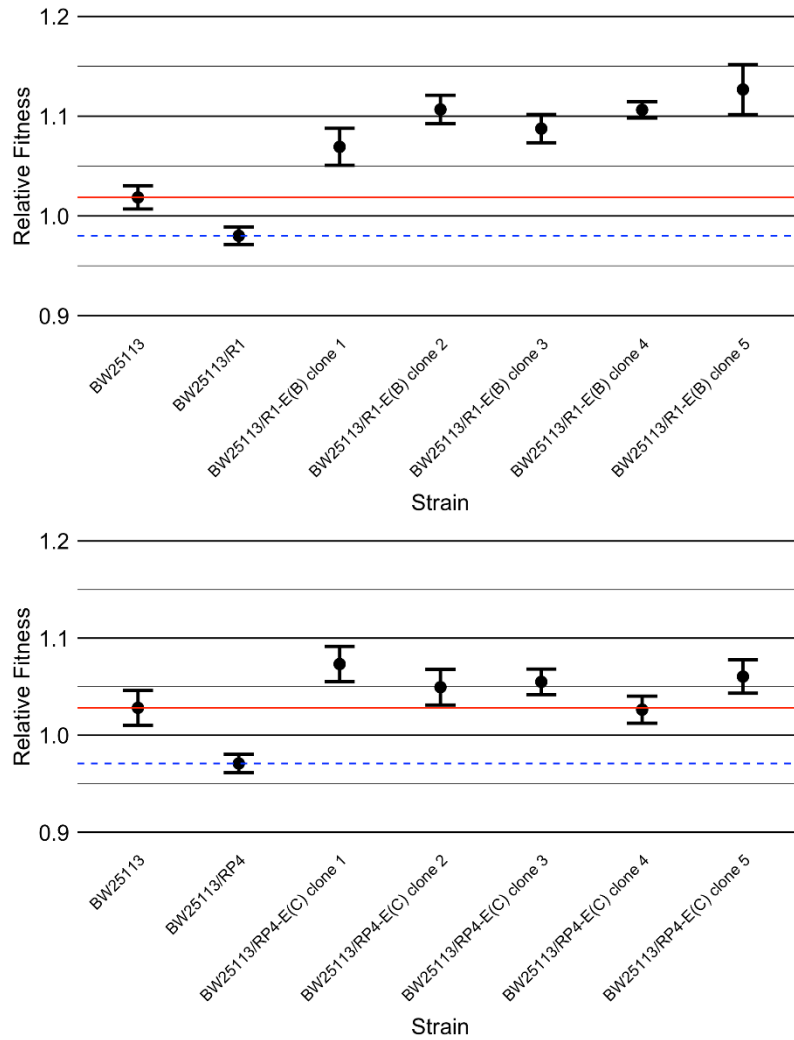 1.2
1.1
1.0
0.9
Relative Fitness
BW25113
BW25113/R1
BW25113/R1-E(B) clone 1
BW25113/R1-E(B) clone 2
BW25113/R1-E(B) clone 3
BW25113/R1-E(B) clone 4
BW25113/R1-E(B) clone 5
Strain
1.2
1.1
1.0
0.9
Relative Fitness
BW25113
BW25113/RP4
BW25113/RP4-E(C) clone 1
BW25113/RP4-E(C) clone 2
BW25113/RP4-E(C) clone 3
BW25113/RP4-E(C) clone 4
BW25113/RP4-E(C) clone 5
Strain